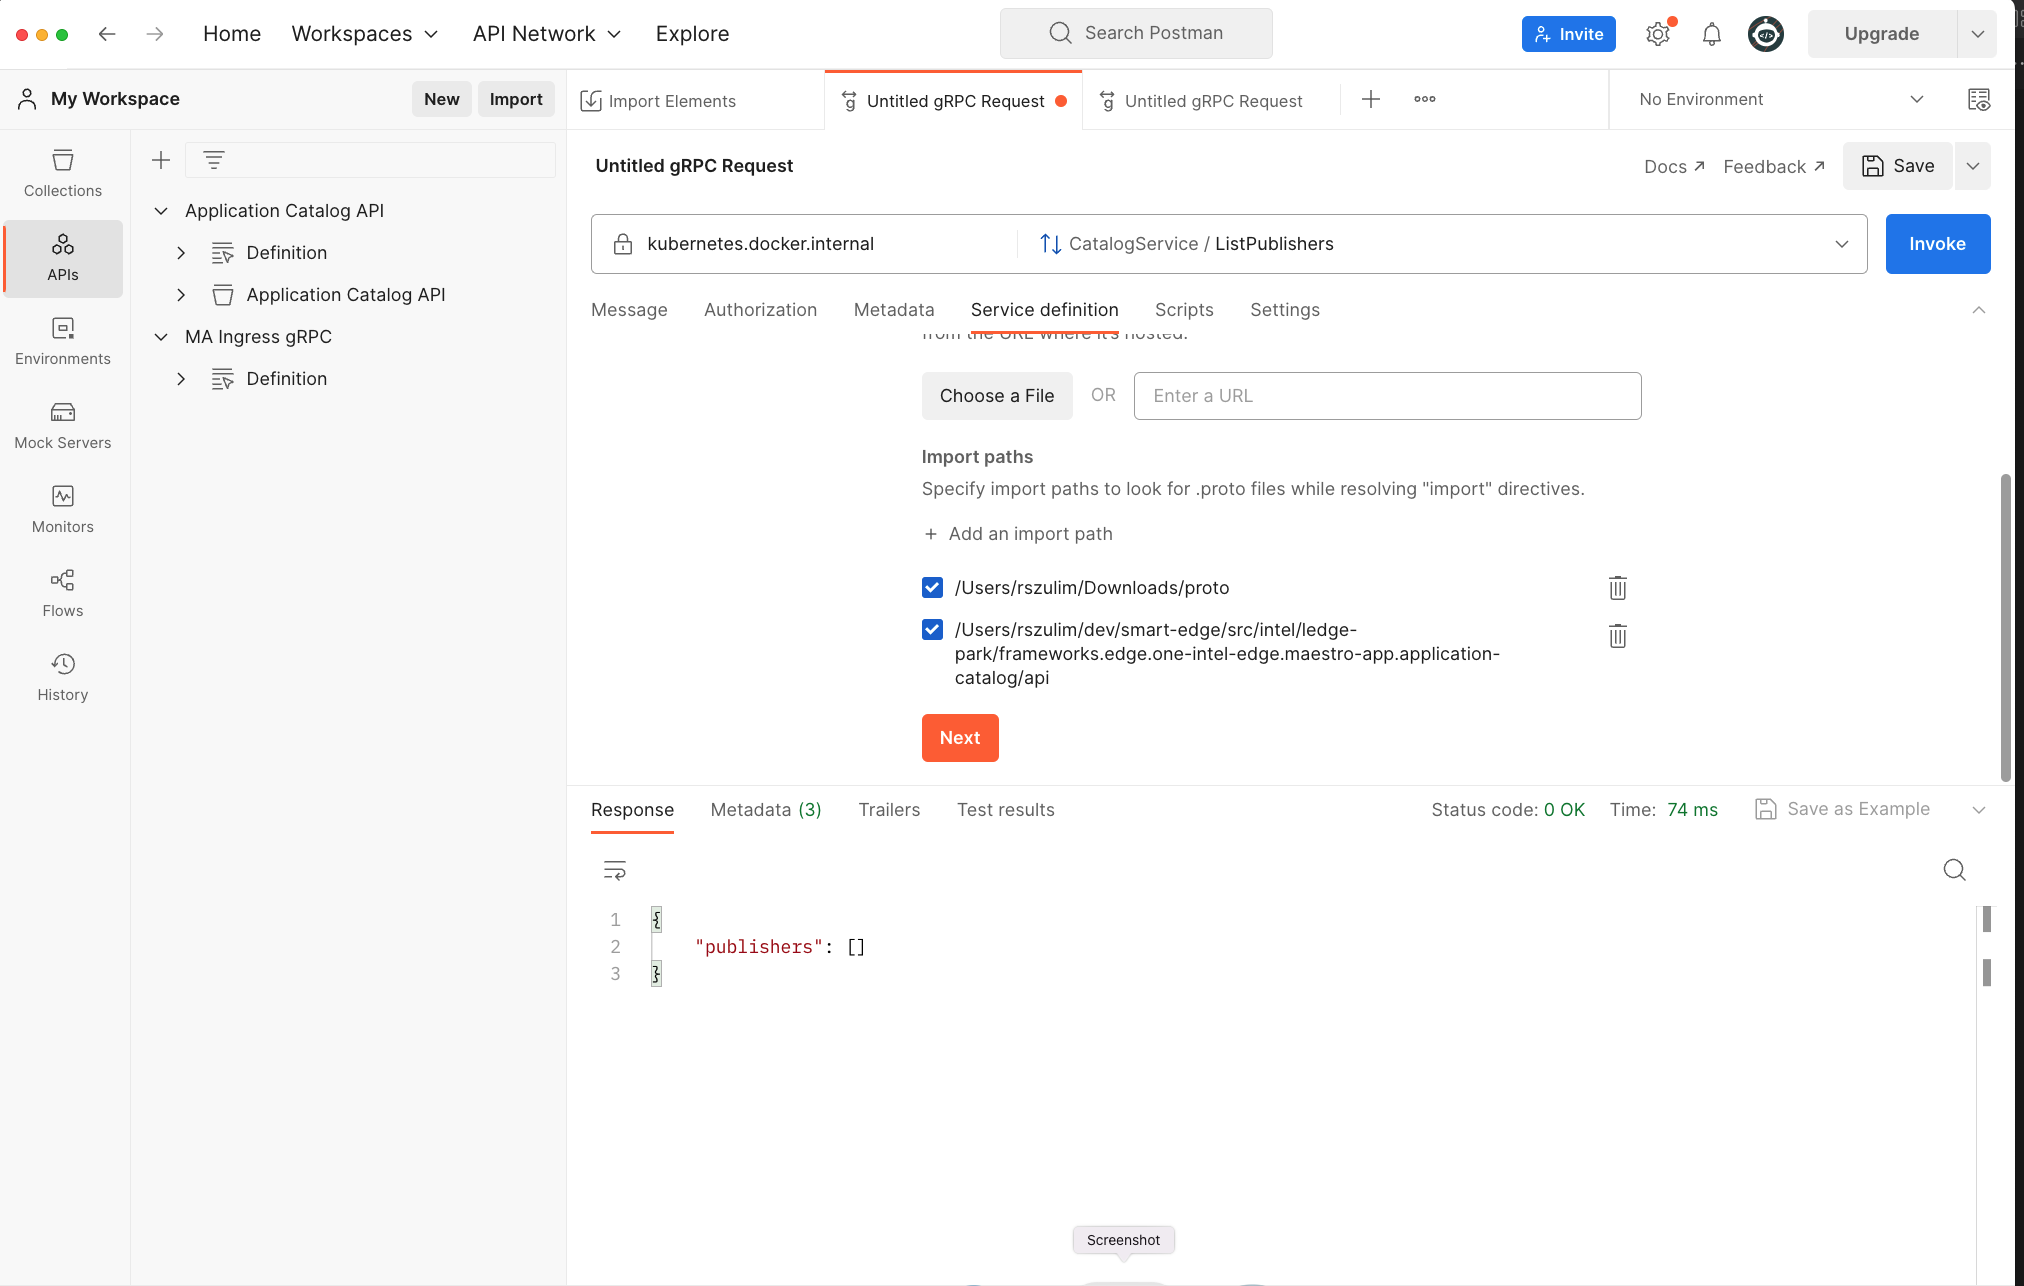 Home Workspaces API Network Explore Search Postman Invite Upgrade
My Workspace New Import
Import Elements Untitled gRPC Request Untitled gRPC Request No Environment
Collections
APIs
Environments
Mock Servers
Monitors
Flows
History
Application Catalog API
Definition
Application Catalog API
MA Ingress gRPC
Definition
Untitled gRPC Request Docs Feedback Save
kubernetes.docker.internal CatalogService / ListPublishers Invoke
Message Authorization Metadata Service definition Scripts Settings
from the URL where it's hosted.
Choose a File OR Enter a URL
Import paths
Specify import paths to look for .proto files while resolving "import" directives.
+ Add an import path
/Users/rszulim/Downloads/proto
/Users/rszulim/dev/smart-edge/src/intel/ledge-
park/frameworks.edge.one-intel-edge.maestro-app.application-
catalog/api
Next
Response Metadata (3) Trailers Test results Status code: 0 OK Time: 74 ms Save as Example
1 {
2 "publishers": []
3 }
Screenshot